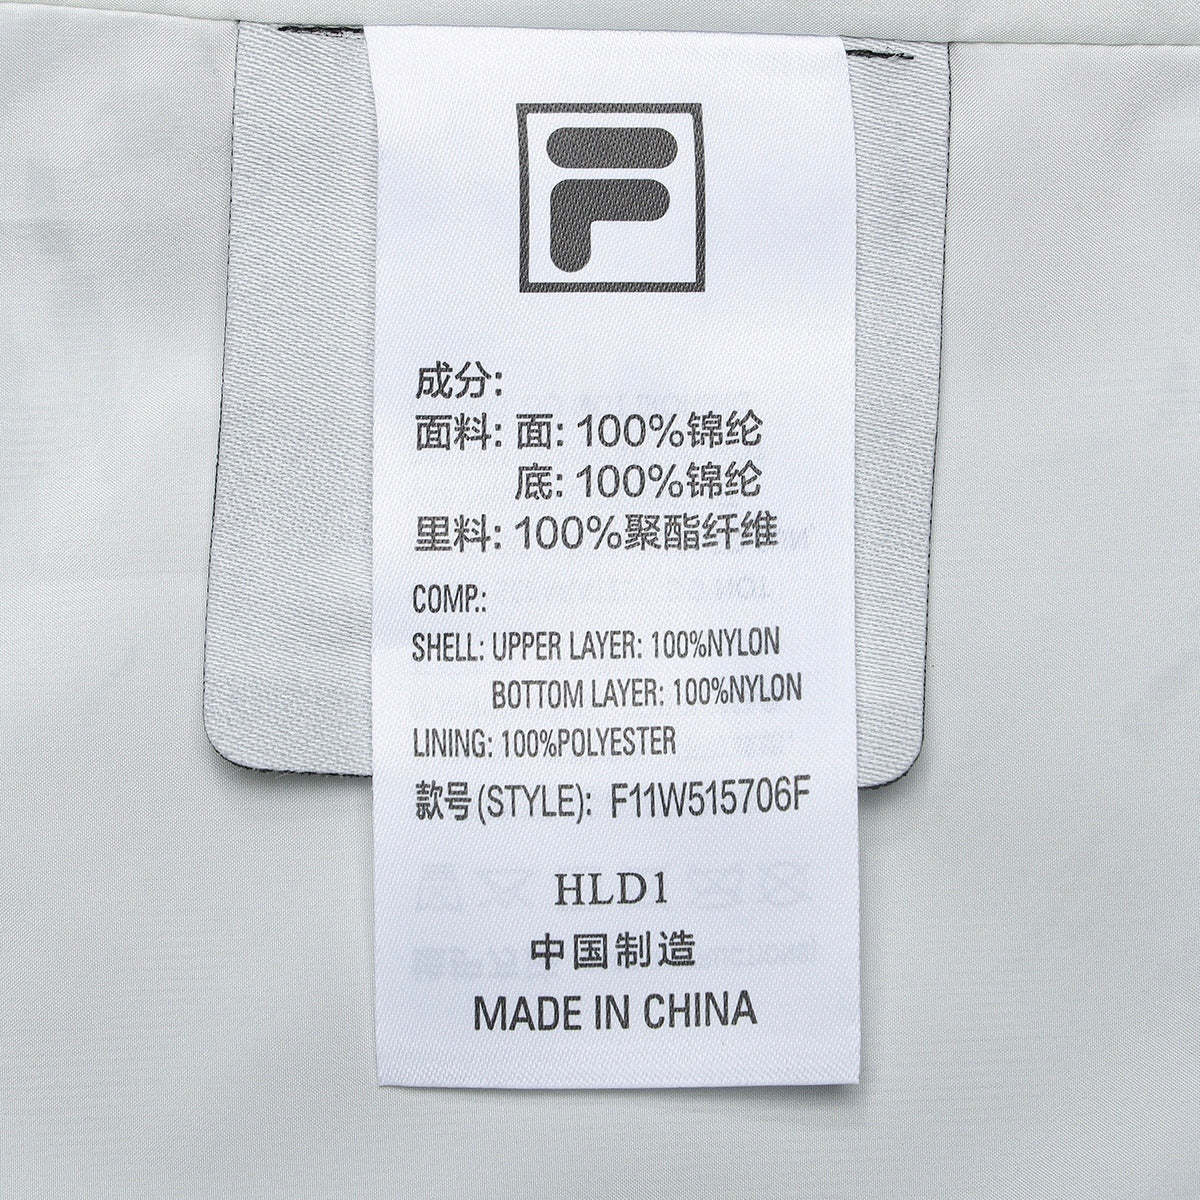 F
成分:
面料: 面: 100%锦纶
底: 100%锦纶
里料: 100%聚酯纤维
COMP.:
SHELL: UPPER LAYER: 100%NYLON
BOTTOM LAYER: 100%NYLON
LINING: 100%POLYESTER
款号(STYLE): F11W515706F
HLD1
中国制造
MADE IN CHINA